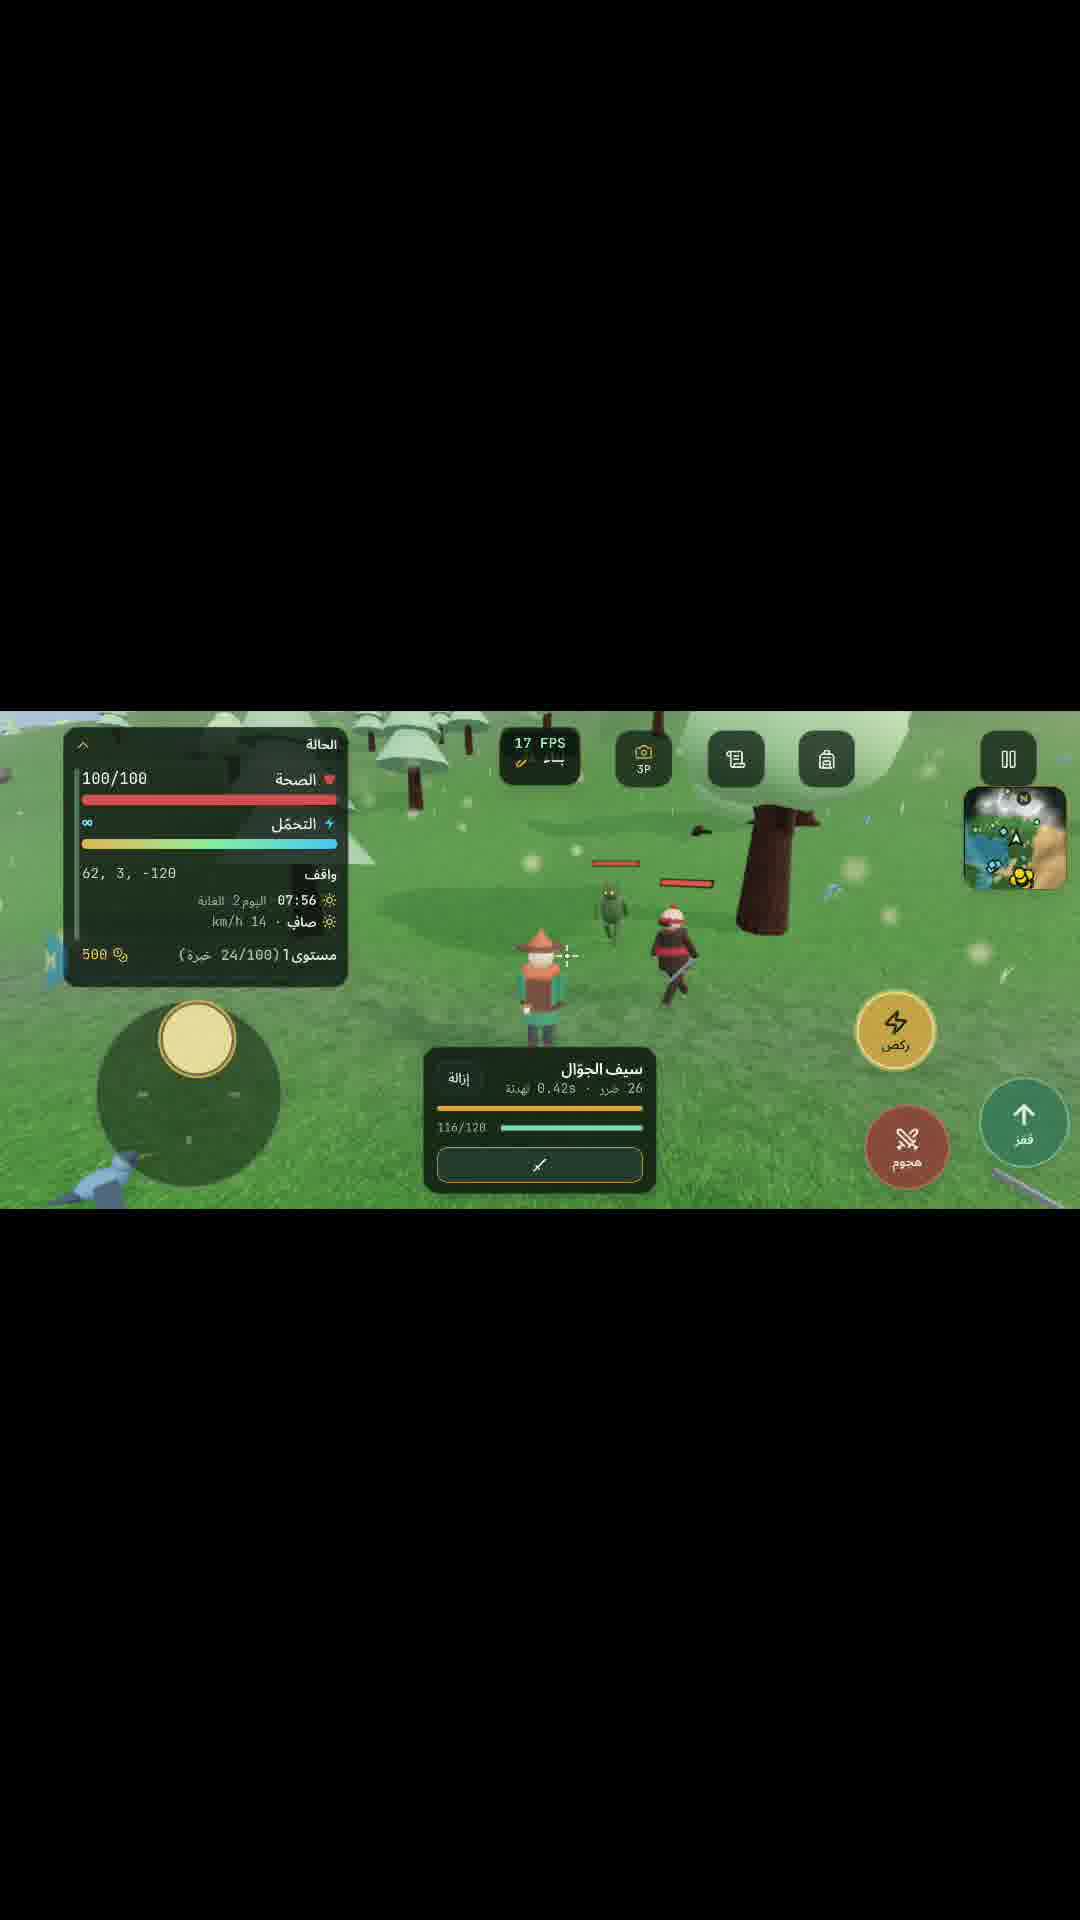 الحالة
الصحة 100/100
التحمّل ∞
واقف 62, 3, -120
07:56 اليوم 2 الغابة
صافٍ · 14 km/h
مستوى 1 (24/100 خبرة) 500
17 FPS
3P
N
ركض
قفز
هجوم
سيف الجوّال
إزالة
26 ضرر · 0.42s تهدئة
116/120